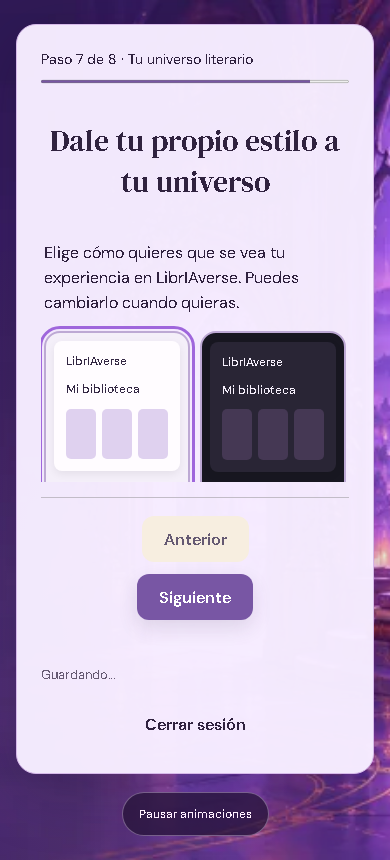 Paso 7 de 8 · Tu universo literario
Dale tu propio estilo a
tu universo
Elige cómo quieres que se vea tu
experiencia en LibrIAverse. Puedes
cambiarlo cuando quieras.
LibrIAverse
Mi biblioteca
LibrIAverse
Mi biblioteca
Anterior
Siguiente
Guardando...
Cerrar sesión
Pausar animaciones